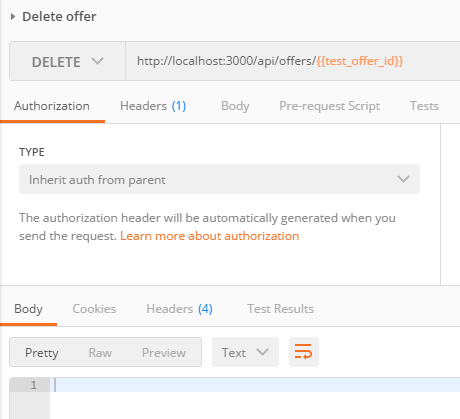 Delete offer
DELETE http://localhost:3000/api/offers/{{test_offer_id}}
Authorization Headers (1) Body Pre-request Script Tests
TYPE
Inherit auth from parent
The authorization header will be automatically generated when you
send the request. Learn more about authorization
Body Cookies Headers (4) Test Results
Pretty Raw Preview Text
1